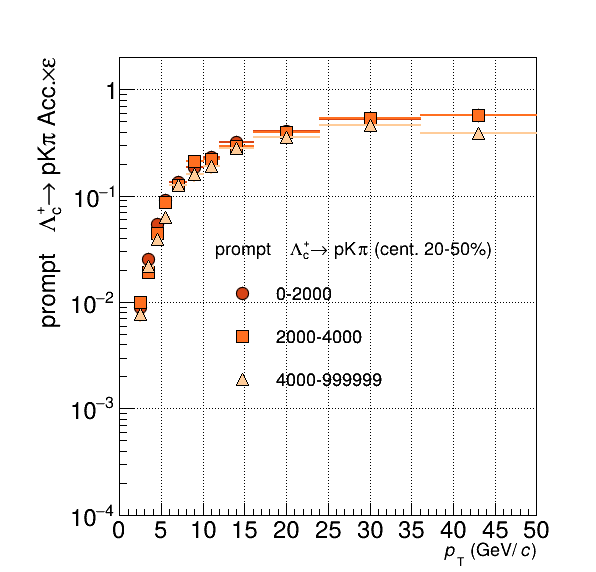 prompt Λc+→ pKπ Acc.×ε
1
10−1
10−2
10−3
10−4
prompt Λc+→ pKπ (cent. 20-50%)
0-2000
2000-4000
4000-999999
0 5 10 15 20 25 30 35 40 45 50
pT (GeV/c)